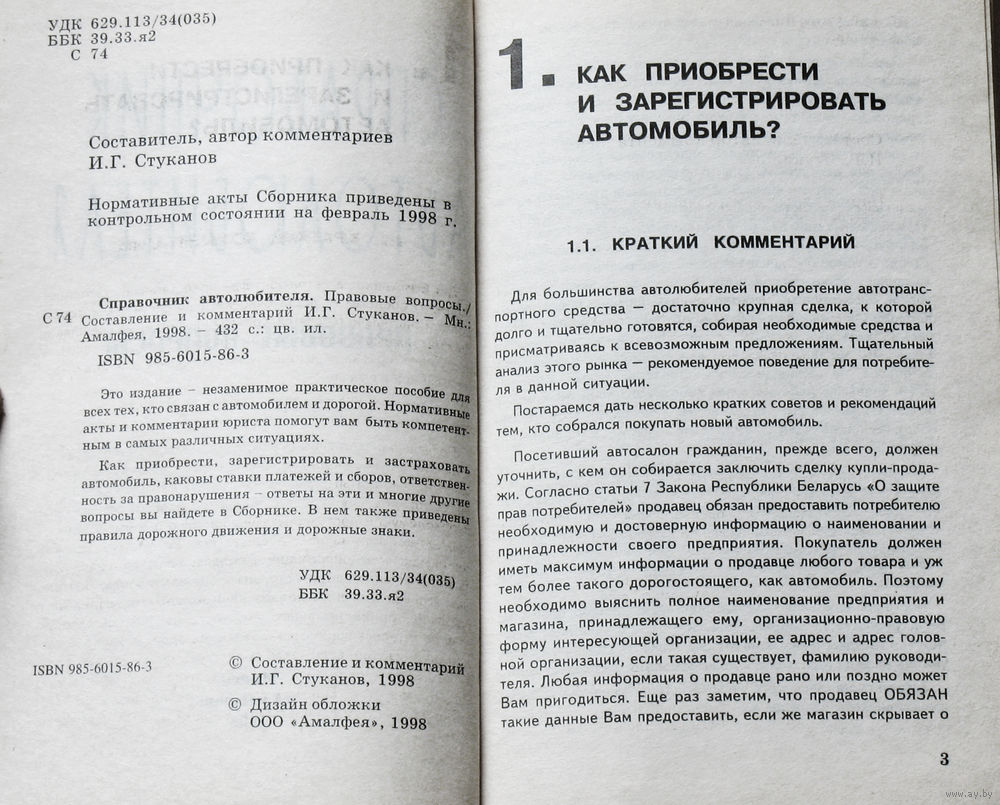 УДК 629.113/34(035)
ББК 39.33.я2
С 74
Составитель, автор комментариев
И.Г. Стуканов
Нормативные акты Сборника приведены в
контрольном состоянии на февраль 1998 г.
Справочник автолюбителя. Правовые вопросы./
С 74 Составление и комментарий И.Г. Стуканов. – Мн.:
Амалфея, 1998. – 432 с.: цв. ил.
ISBN 985-6015-86-3
Это издание – незаменимое практическое пособие для
всех тех, кто связан с автомобилем и дорогой. Нормативные
акты и комментарии юриста помогут вам быть компетент-
ным в самых различных ситуациях.
Как приобрести, зарегистрировать и застраховать
автомобиль, каковы ставки платежей и сборов, ответствен-
ность за правонарушения – ответы на эти и многие другие
вопросы вы найдете в Сборнике. В нем также приведены
правила дорожного движения и дорожные знаки.
УДК 629.113/34(035)
ББК 39.33.я2
ISBN 985-6015-86-3
© Составление и комментарий
И.Г. Стуканов, 1998
© Дизайн обложки
ООО «Амалфея», 1998
1. КАК ПРИОБРЕСТИ
И ЗАРЕГИСТРИРОВАТЬ
АВТОМОБИЛЬ?
1.1. КРАТКИЙ КОММЕНТАРИЙ
Для большинства автолюбителей приобретение автотранс-
портного средства – достаточно крупная сделка, к которой
долго и тщательно готовятся, собирая необходимые средства и
присматриваясь к всевозможным предложениям. Тщательный
анализ этого рынка – рекомендуемое поведение для потребите-
ля в данной ситуации.
Постараемся дать несколько кратких советов и рекомендаций
тем, кто собрался покупать новый автомобиль.
Посетивший автосалон гражданин, прежде всего, должен
уточнить, с кем он собирается заключить сделку купли-прода-
жи. Согласно статьи 7 Закона Республики Беларусь «О защите
прав потребителей» продавец обязан предоставить потребителю
необходимую и достоверную информацию о наименовании и
принадлежности своего предприятия. Покупатель должен
иметь максимум информации о продавце любого товара и уж
тем более такого дорогостоящего, как автомобиль. Поэтому
необходимо выяснить полное наименование предприятия и
магазина, принадлежащего ему, организационно-правовую
форму интересующей организации, ее адрес и адрес голов-
ной организации, если такая существует, фамилию руководи-
теля. Любая информация о продавце рано или поздно может
Вам пригодиться. Еще раз заметим, что продавец ОБЯЗАН
такие данные Вам предоставить, если же магазин скрывает о
3
www.ay.by